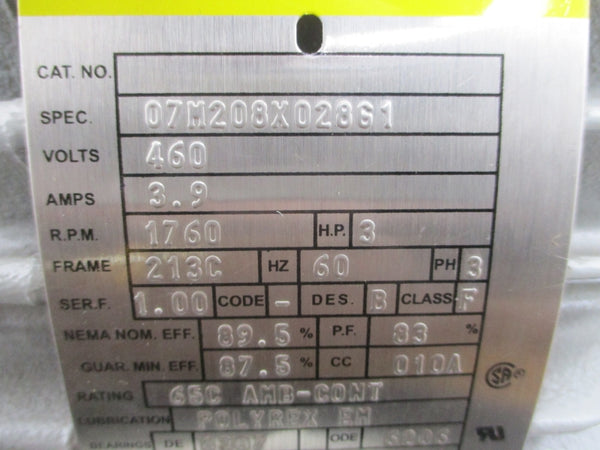 CAT. NO.
SPEC. 07M208X028G1
VOLTS 460
AMPS 3.9
R.P.M. 1760 H.P. 3
FRAME 213C HZ 60 PH 3
SER.F. 1.00 CODE - DES. B CLASS F
NEMA NOM. EFF. 89.5 % P.F. 83 %
GUAR. MIN. EFF. 87.5 % CC 010A
RATING 65C AMB-CONT
LUBRICATION POLYREX EM
BEARINGS DE ODE